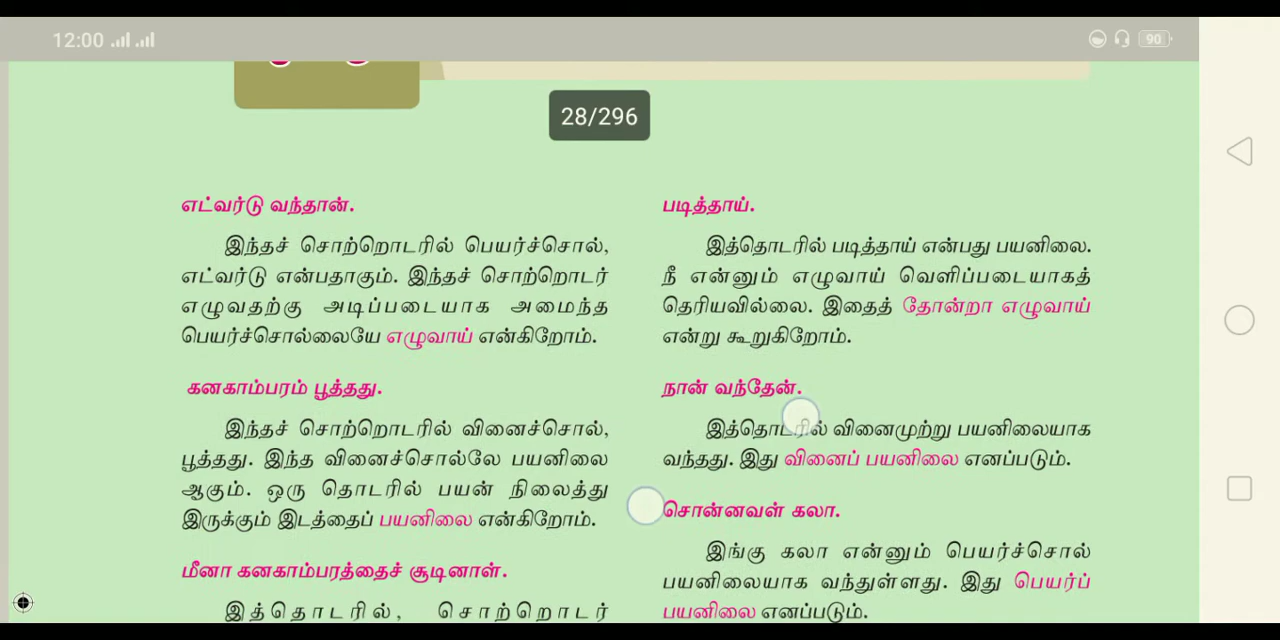 12:00
90
28/296
எட்வர்டு வந்தான்.
இந்தச் சொற்றொடரில் பெயர்ச்சொல்,
எட்வர்டு என்பதாகும். இந்தச் சொற்றொடர்
எழுவதற்கு அடிப்படையாக அமைந்த
பெயர்ச்சொல்லையே எழுவாய் என்கிறோம்.
கனகாம்பரம் பூத்தது.
இந்தச் சொற்றொடரில் வினைச்சொல்,
பூத்தது. இந்த வினைச்சொல்லே பயனிலை
ஆகும். ஒரு தொடரில் பயன் நிலைத்து
இருக்கும் இடத்தைப் பயனிலை என்கிறோம்.
மீனா கனகாம்பரத்தைச் சூடினாள்.
இத்தொடரில், சொற்றொடர்
படித்தாய்.
இத்தொடரில் படித்தாய் என்பது பயனிலை.
நீ என்னும் எழுவாய் வெளிப்படையாகத்
தெரியவில்லை. இதைத் தோன்றா எழுவாய்
என்று கூறுகிறோம்.
நான் வந்தேன்.
இத்தொடரில் வினைமுற்று பயனிலையாக
வந்தது. இது வினைப் பயனிலை எனப்படும்.
சொன்னவள் கலா.
இங்கு கலா என்னும் பெயர்ச்சொல்
பயனிலையாக வந்துள்ளது. இது பெயர்ப்
பயனிலை எனப்படும்.